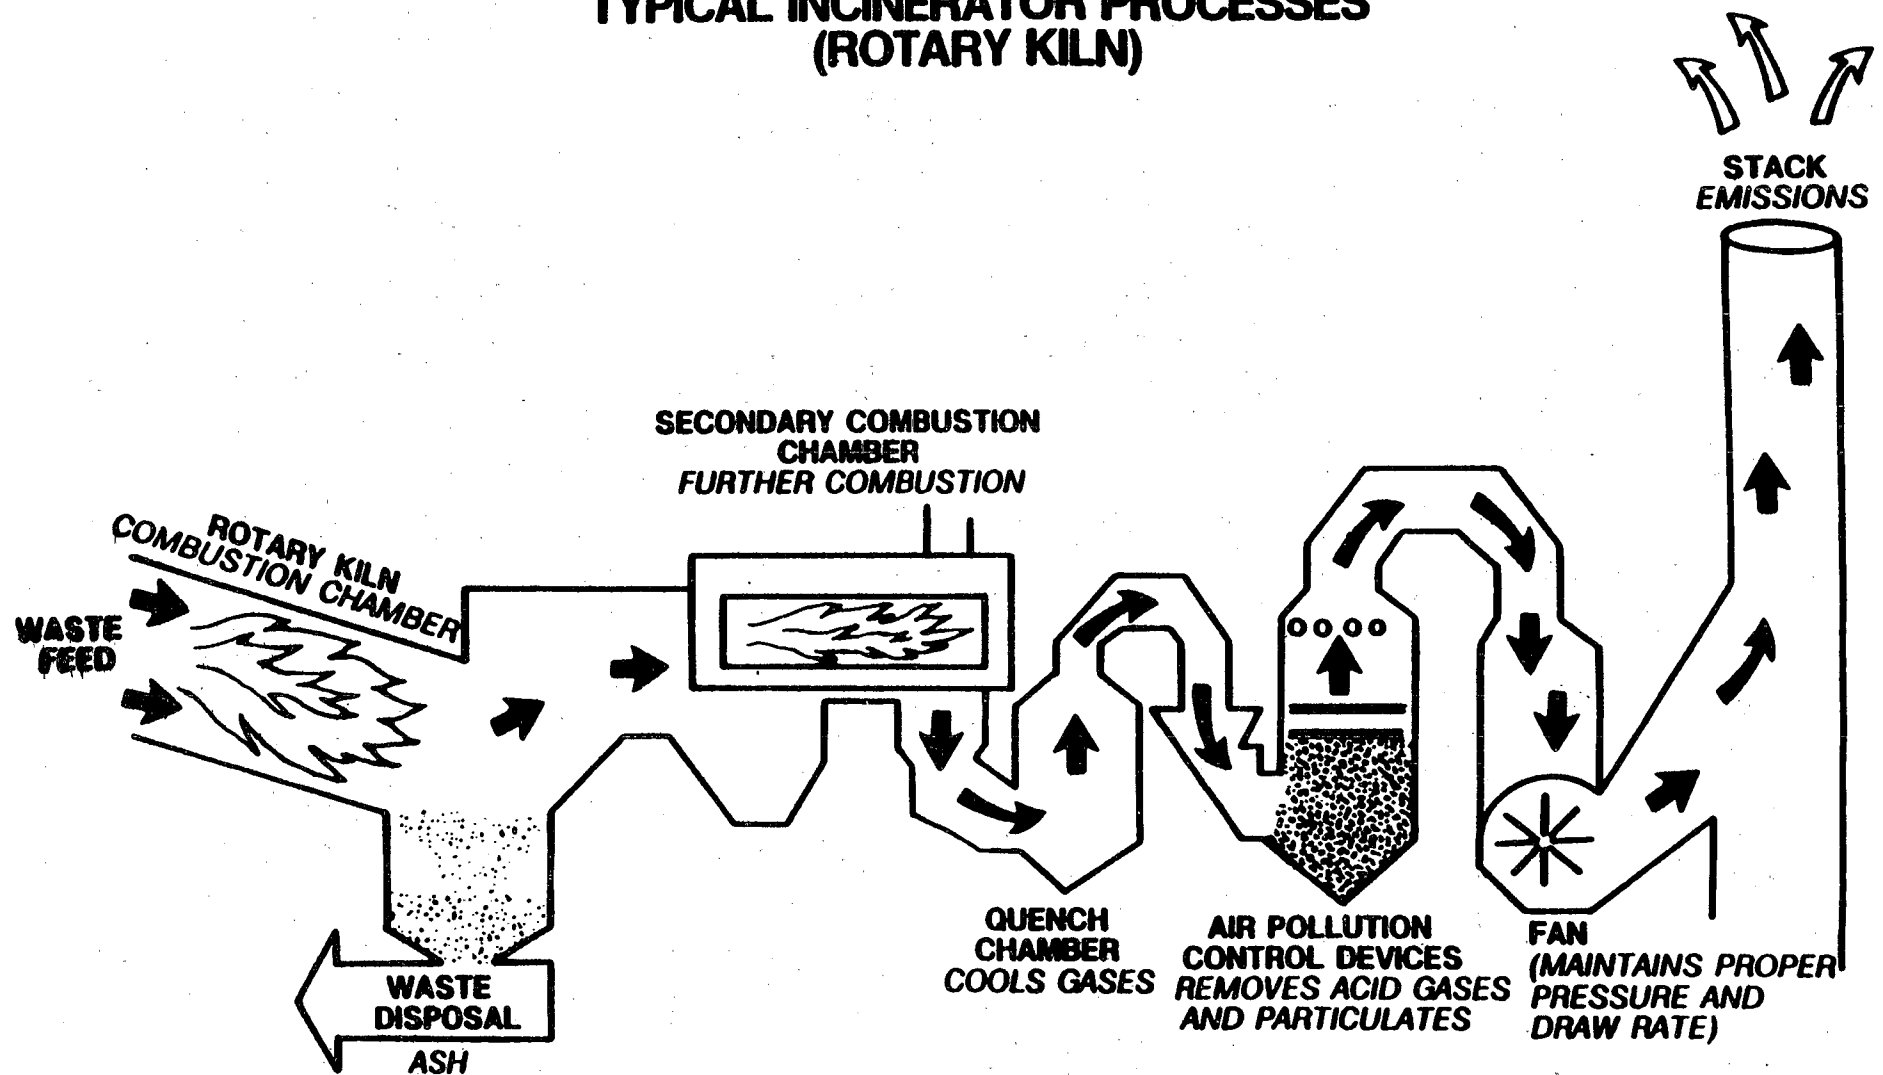 TYPICAL INCINERATOR PROCESSES
(ROTARY KILN)
STACK
EMISSIONS
SECONDARY COMBUSTION
CHAMBER
FURTHER COMBUSTION
ROTARY KILN
COMBUSTION CHAMBER
WASTE
FEED
QUENCH
CHAMBER
COOLS GASES
AIR POLLUTION
CONTROL DEVICES
REMOVES ACID GASES
AND PARTICULATES
FAN
(MAINTAINS PROPER
PRESSURE AND
DRAW RATE)
WASTE
DISPOSAL
ASH